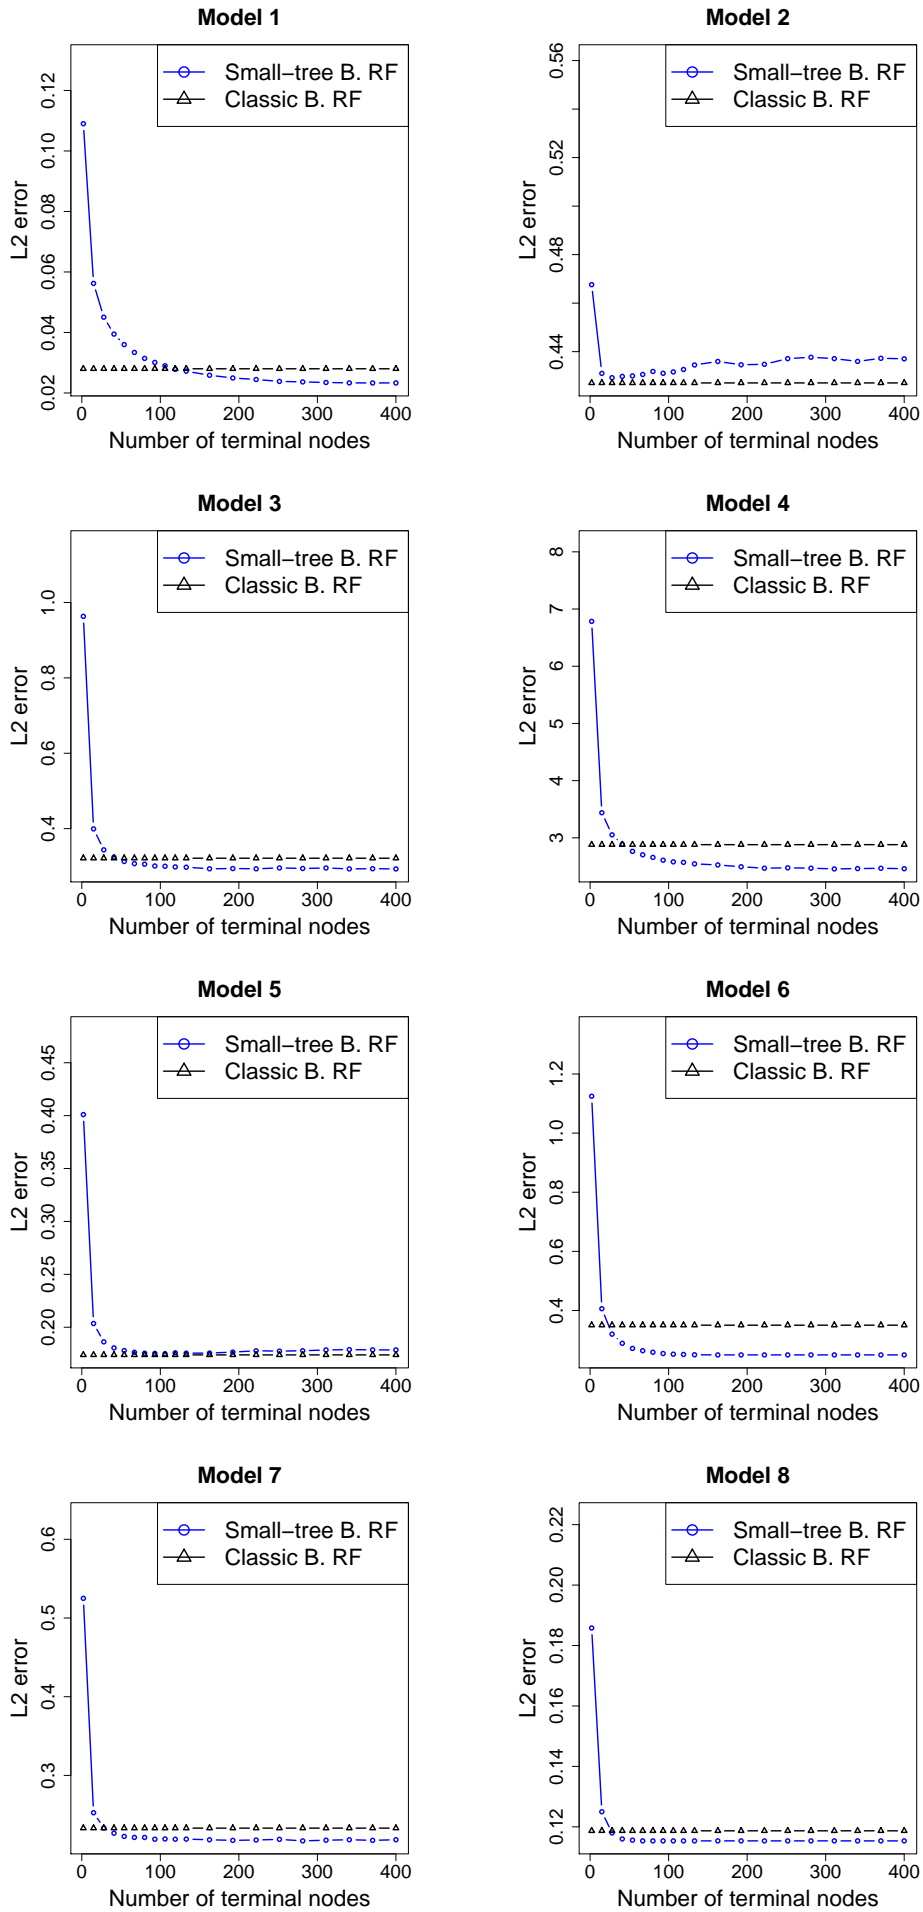 Model 1
Small−tree B. RF
Classic B. RF
L2 error
0.02 0.04 0.06 0.08 0.10 0.12
0 100 200 300 400
Number of terminal nodes
Model 2
Small−tree B. RF
Classic B. RF
L2 error
0.44 0.48 0.52 0.56
0 100 200 300 400
Number of terminal nodes
Model 3
Small−tree B. RF
Classic B. RF
L2 error
0.4 0.6 0.8 1.0
0 100 200 300 400
Number of terminal nodes
Model 4
Small−tree B. RF
Classic B. RF
L2 error
3 4 5 6 7 8
0 100 200 300 400
Number of terminal nodes
Model 5
Small−tree B. RF
Classic B. RF
L2 error
0.20 0.25 0.30 0.35 0.40 0.45
0 100 200 300 400
Number of terminal nodes
Model 6
Small−tree B. RF
Classic B. RF
L2 error
0.4 0.6 0.8 1.0 1.2
0 100 200 300 400
Number of terminal nodes
Model 7
Small−tree B. RF
Classic B. RF
L2 error
0.3 0.4 0.5 0.6
0 100 200 300 400
Number of terminal nodes
Model 8
Small−tree B. RF
Classic B. RF
L2 error
0.12 0.14 0.16 0.18 0.20 0.22
0 100 200 300 400
Number of terminal nodes